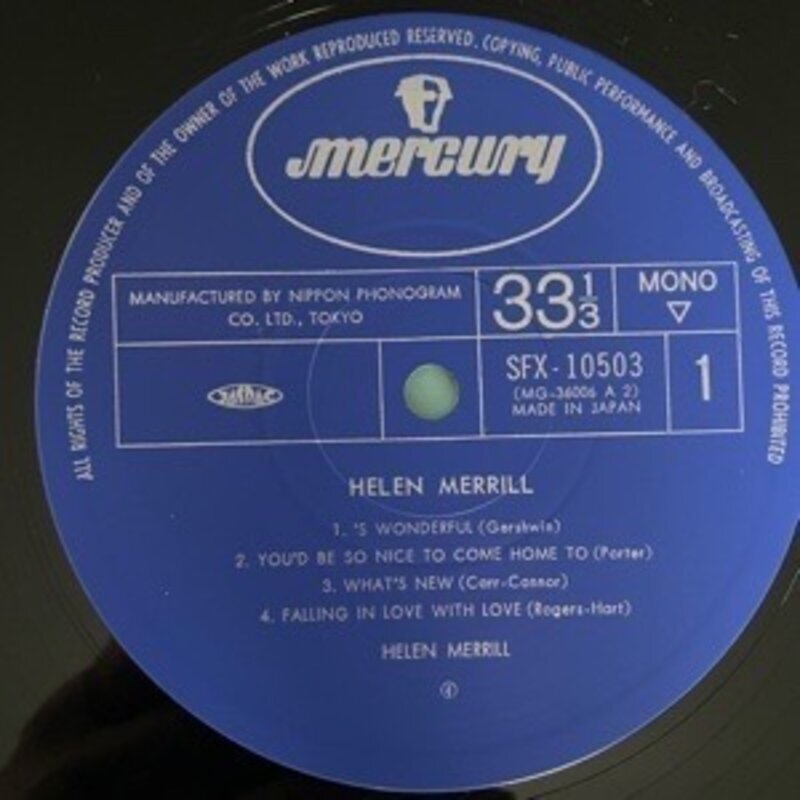 ALL RIGHTS OF THE RECORD PRODUCER AND OF THE OWNER OF THE WORK REPRODUCED RESERVED. COPYING, PUBLIC PERFORMANCE AND BROADCASTING OF THIS RECORD PROHIBITED
mercury
MANUFACTURED BY NIPPON PHONOGRAM
CO. LTD., TOKYO
33 1/3
MONO
▽
JASRAC
SFX-10503
(MG-36006 A 2)
MADE IN JAPAN
1
HELEN MERRILL
1. 'S WONDERFUL (Gershwin)
2. YOU'D BE SO NICE TO COME HOME TO (Porter)
3. WHAT'S NEW (Carr-Connor)
4. FALLING IN LOVE WITH LOVE (Rogers-Hart)
HELEN MERRILL